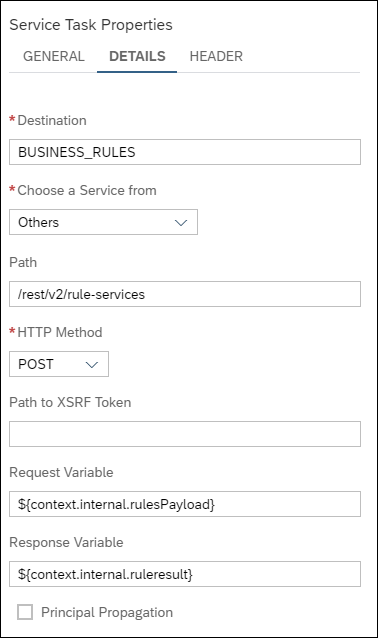 Service Task Properties
GENERAL DETAILS HEADER
*Destination
BUSINESS_RULES
*Choose a Service from
Others
Path
/rest/v2/rule-services
*HTTP Method
POST
Path to XSRF Token
Request Variable
${context.internal.rulesPayload}
Response Variable
${context.internal.ruleresult}
Principal Propagation